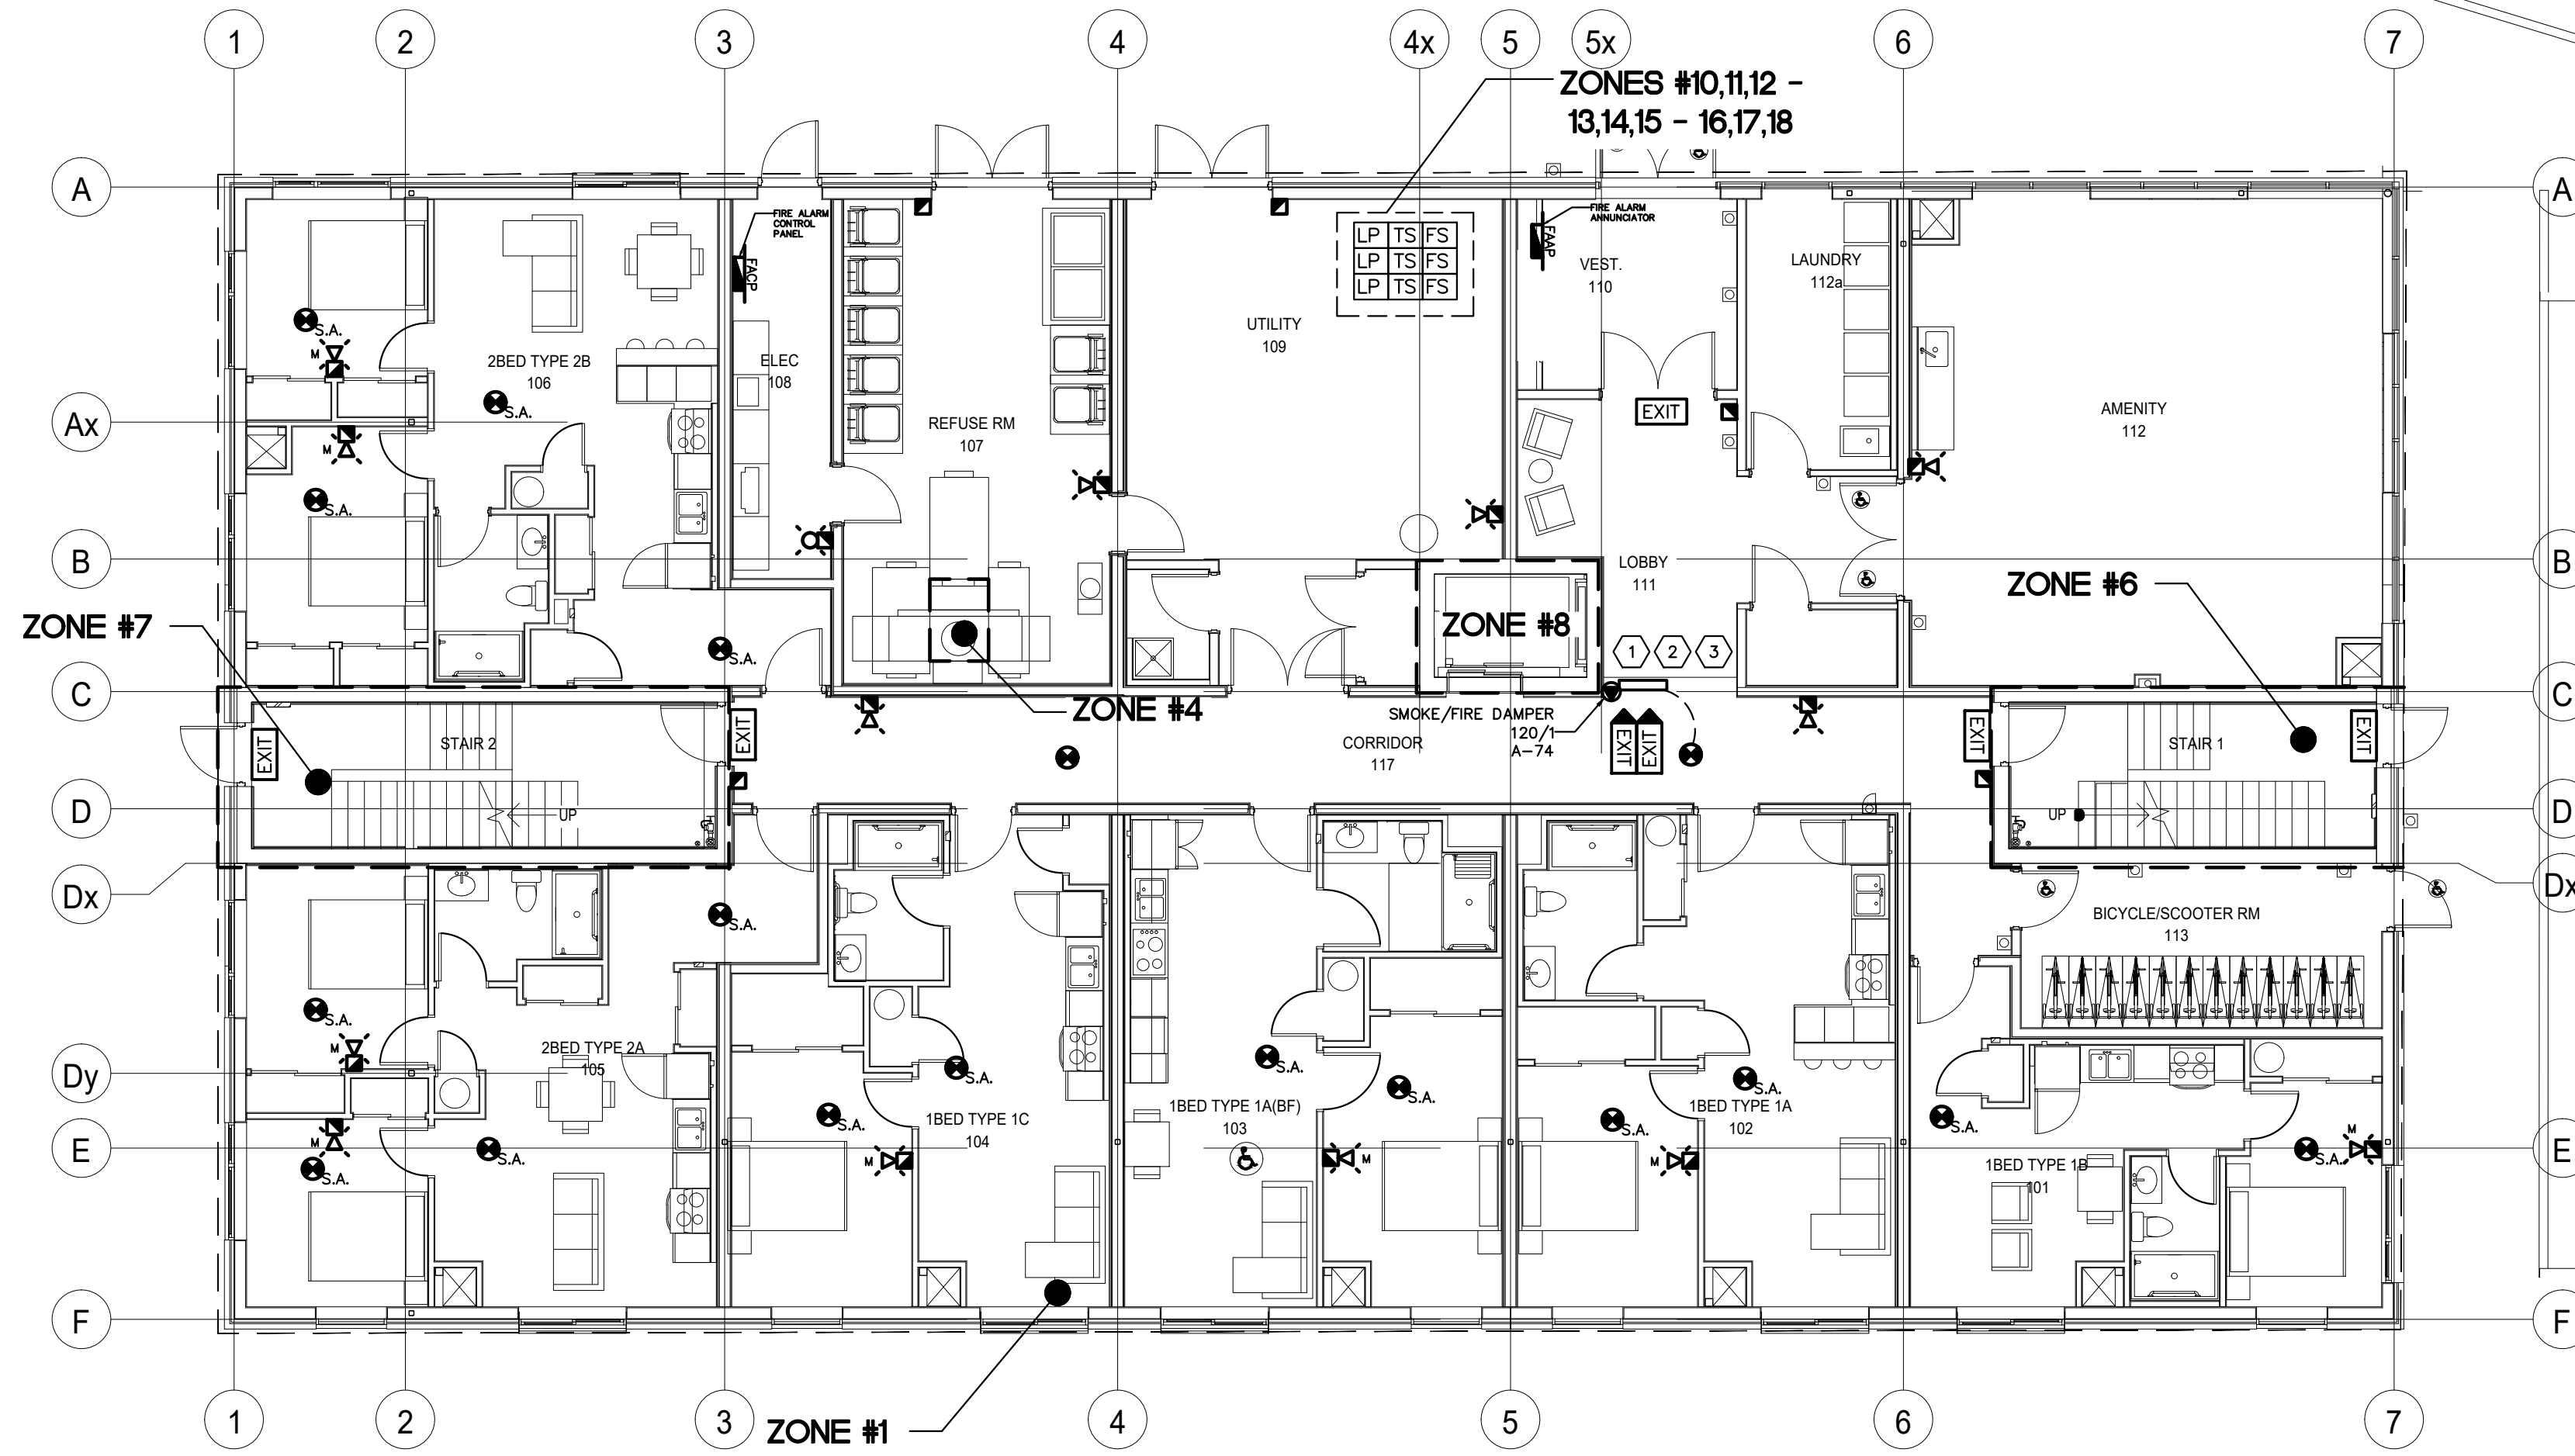 1 2 3 4 4x 5 5x 6 7
ZONES #10,11,12 -
13,14,15 - 16,17,18
A A
FIRE ALARM
CONTROL
PANEL
FACP
LP TS FS
LP TS FS
LP TS FS
FIRE ALARM
ANNUNCIATOR
FAAP
VEST.
110
LAUNDRY
112a
UTILITY
109
S.A.
M
2BED TYPE 2B
106
ELEC
108
S.A.
REFUSE RM
107
EXIT
AMENITY
112
Ax
M
S.A.
B B
LOBBY
111
ZONE #6
ZONE #7
ZONE #8
S.A.
1 2 3
C C
ZONE #4
SMOKE/FIRE DAMPER
120/1
A-74
EXIT
STAIR 2
EXIT
CORRIDOR
117
EXIT
EXIT
EXIT
STAIR 1
EXIT
D D
UP
UP
Dx Dx
S.A.
BICYCLE/SCOOTER RM
113
S.A.
M
2BED TYPE 2A
105
Dy
S.A.
S.A.
S.A.
S.A.
S.A.
1BED TYPE 1C
104
1BED TYPE 1A(BF)
103
S.A.
1BED TYPE 1A
102
S.A.
E E
M
S.A.
S.A.
M
M
M
1BED TYPE 1B
101
S.A.
M
F F
1 2 3 4 5 6 7
ZONE #1